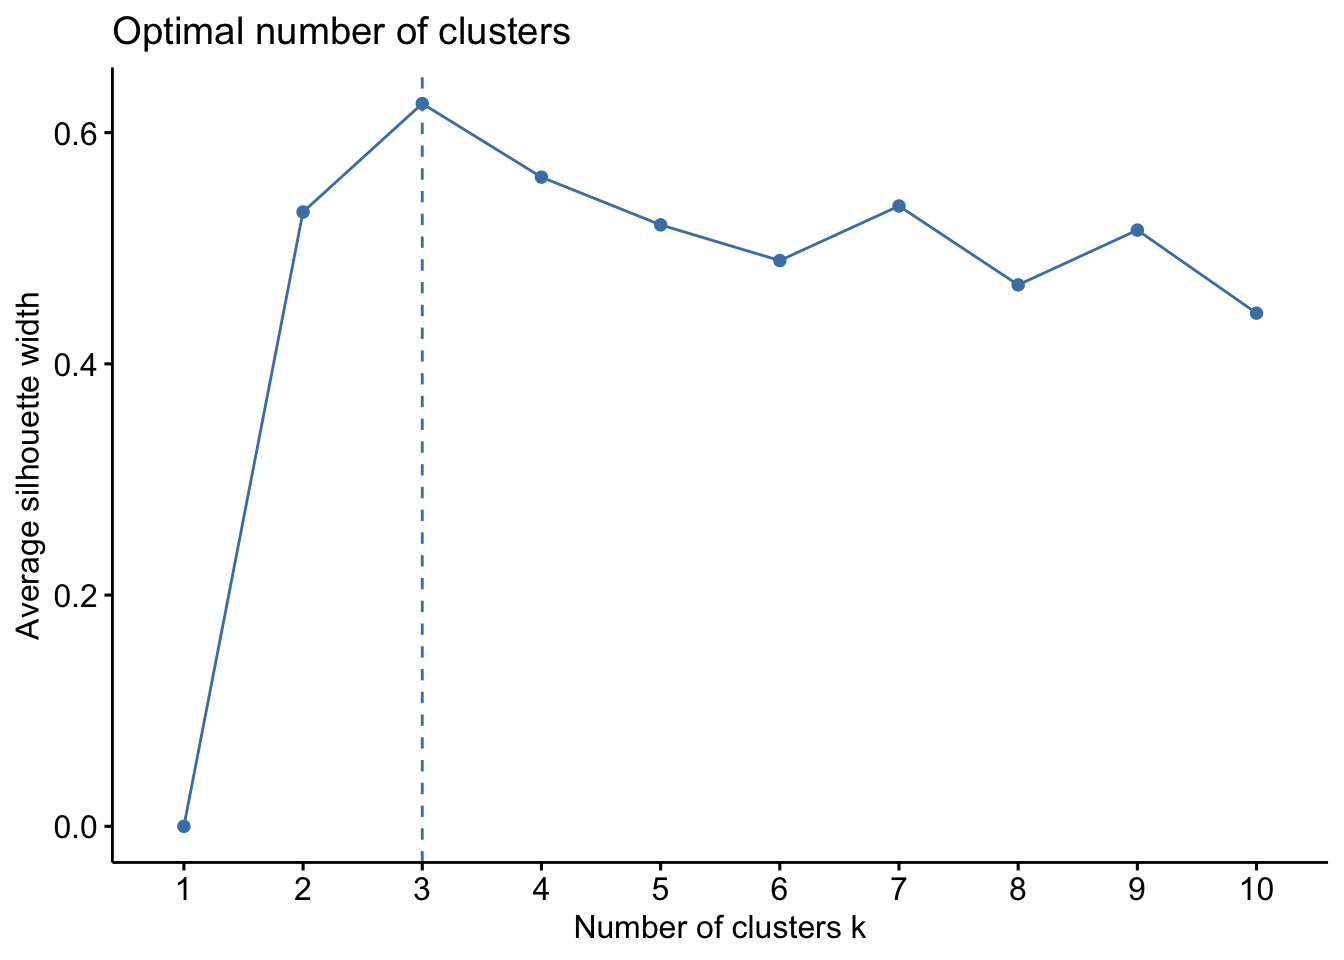 Optimal number of clusters
Average silhouette width
0.6
0.4
0.2
0.0
1 2 3 4 5 6 7 8 9 10
Number of clusters k